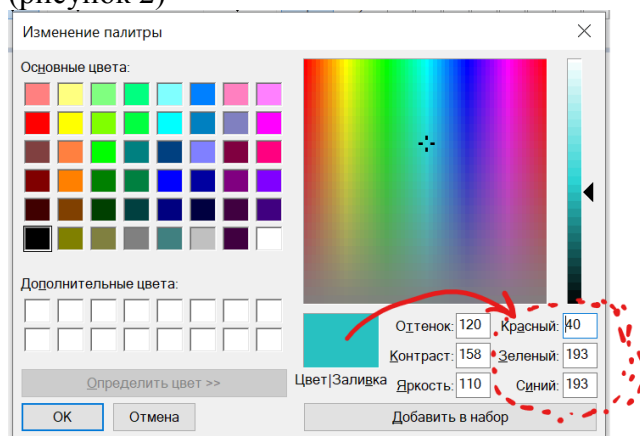 (рисунок 2)
Изменение палитры
Основные цвета:
Дополнительные цвета:
Определить цвет >>
ОК Отмена
Цвет|Заливка
Оттенок: 120 Красный: 40
Контраст: 158 Зеленый: 193
Яркость: 110 Синий: 193
Добавить в набор